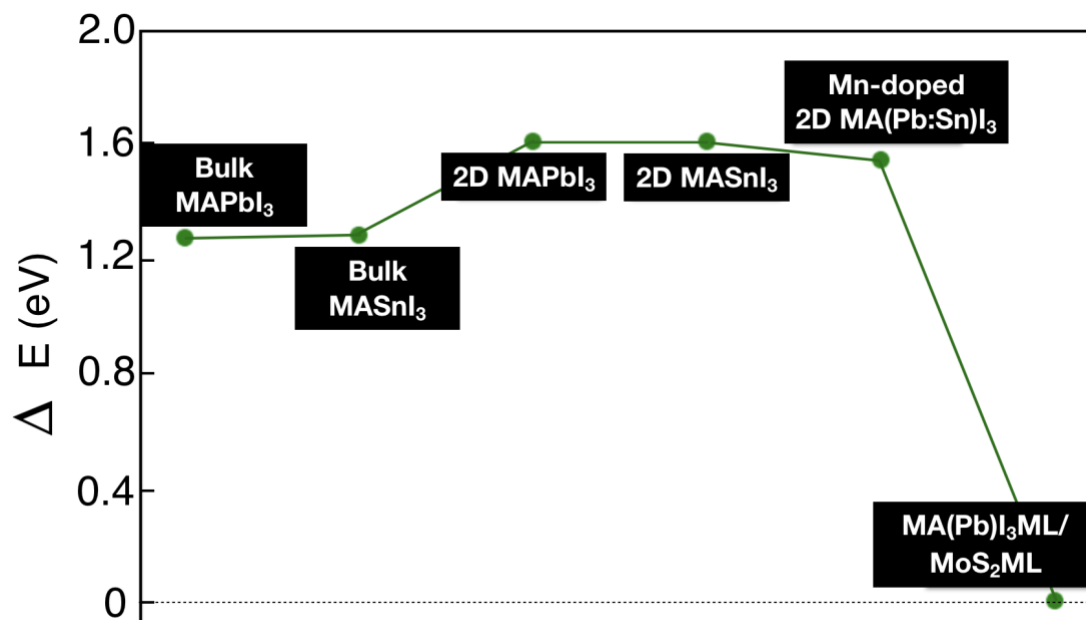 2.0
1.6
1.2
0.8
0.4
0
Δ E (eV)
Bulk
MAPbI₃
Bulk
MASnI₃
2D MAPbI₃
2D MASnI₃
Mn-doped
2D MA(Pb:Sn)I₃
MA(Pb)I₃ML/
MoS₂ML